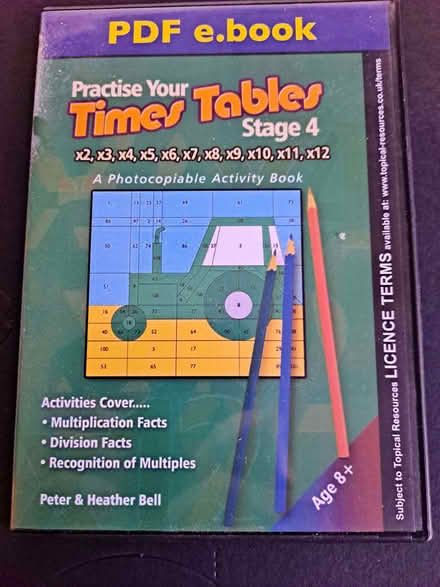 PDF e.book
Practise Your
Times Tables
Stage 4
x2, x3, x4, x5, x6, x7, x8, x9, x10, x11, x12
A Photocopiable Activity Book
Activities Cover.....
• Multiplication Facts
• Division Facts
• Recognition of Multiples
Peter & Heather Bell
Age 8+
Subject to Topical Resources LICENCE TERMS available at: www.topical-resources.co.uk/terms